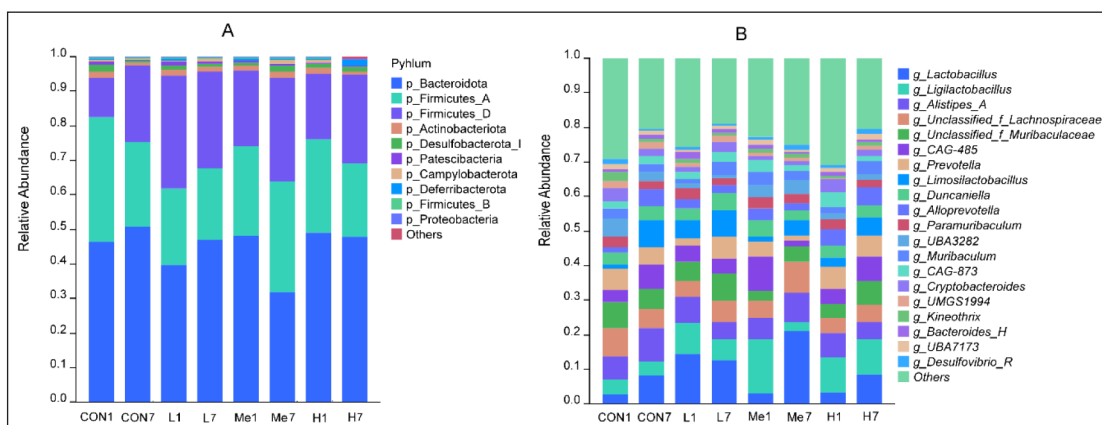 A
Relative Abundance
1.0
0.9
0.7
0.6
0.5
0.4
0.3
0.2
0.1
0.0
CON1 CON7 L1 L7 Me1 Me7 H1 H7
Pyhlum
p_Bacteroidota
p_Firmicutes_A
p_Firmicutes_D
p_Actinobacteriota
p_Desulfobacterota_I
p_Patescibacteria
p_Campylobacterota
p_Deferribacterota
p_Firmicutes_B
p_Proteobacteria
Others
B
Relative Abundance
1.0
0.9
0.7
0.6
0.5
0.4
0.3
0.2
0.1
0.0
CON1 CON7 L1 L7 Me1 Me7 H1 H7
g_Lactobacillus
g_Ligilactobacillus
g_Alistipes_A
g_Unclassified_f_Lachnospiraceae
g_Unclassified_f_Muribaculaceae
g_CAG-485
g_Prevotella
g_Limosilactobacillus
g_Duncaniella
g_Alloprevotella
g_Paramuribaculum
g_UBA3282
g_Muribaculum
g_CAG-873
g_Cryptobacteroides
g_UMGS1994
g_Kineothrix
g_Bacteroides_H
g_UBA7173
g_Desulfovibrio_R
Others